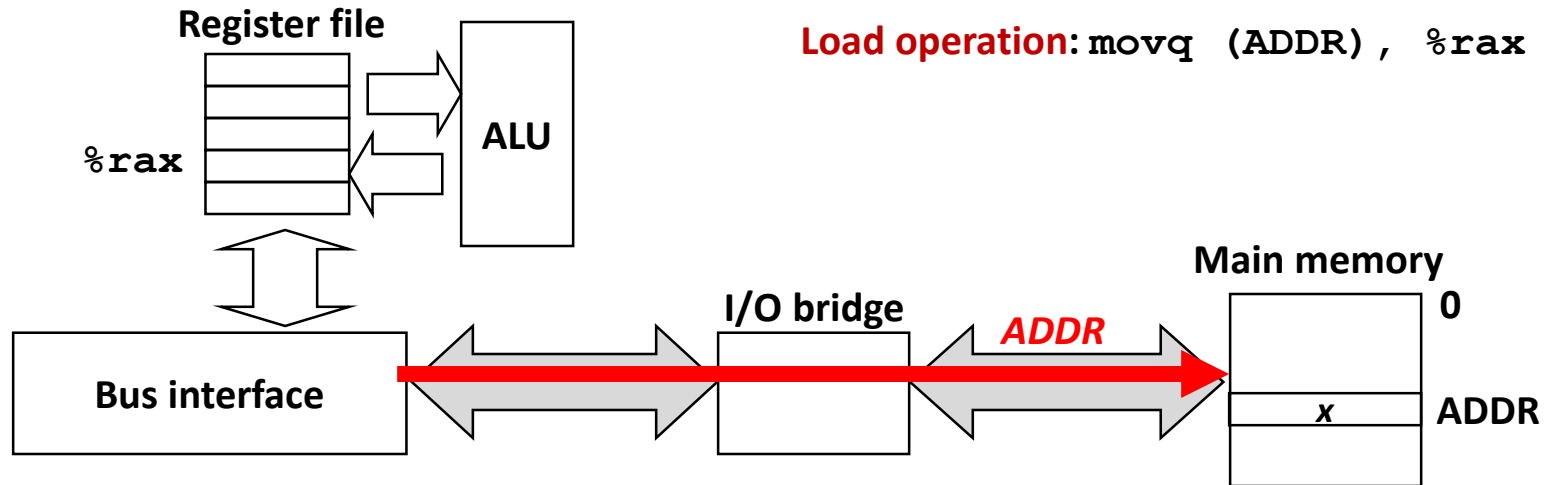 Register file
Load operation: movq (ADDR), %rax
ALU
%rax
Main memory
0
I/O bridge
ADDR
Bus interface
x
ADDR